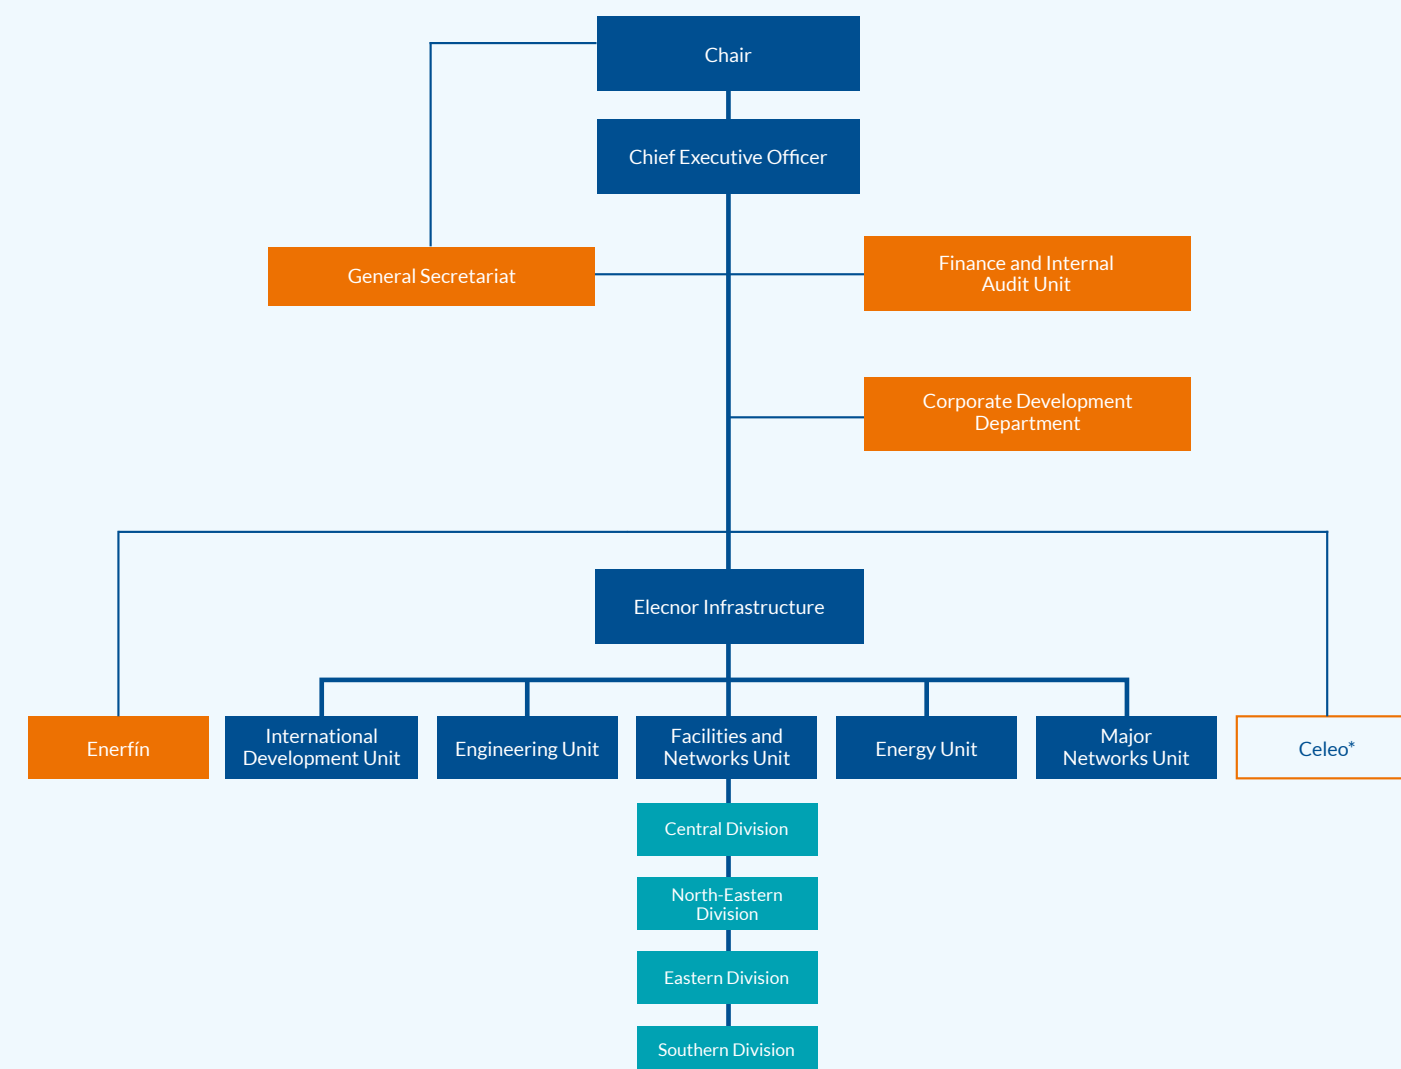 Chair
Chief Executive Officer
General Secretariat
Finance and Internal
Audit Unit
Corporate Development
Department
Elecnor Infrastructure
Enerfín
International
Development Unit
Engineering Unit
Facilities and
Networks Unit
Energy Unit
Major
Networks Unit
Celeo*
Central Division
North-Eastern
Division
Eastern Division
Southern Division